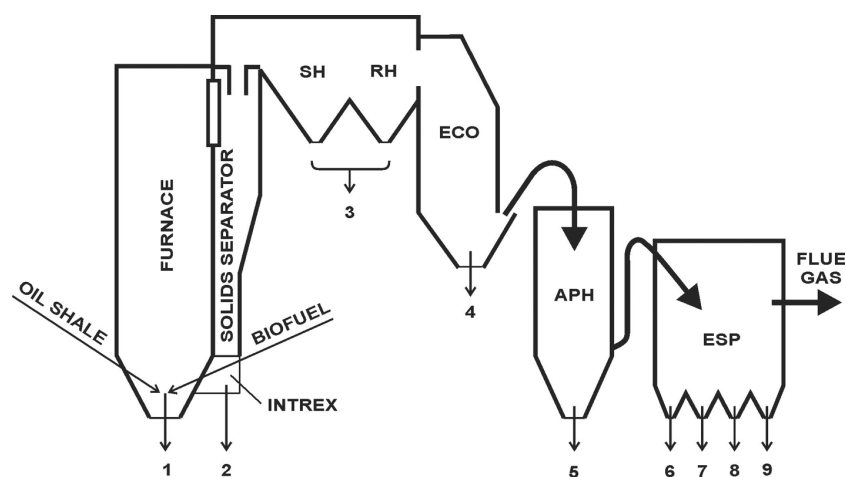 SH
RH
ECO
FURNACE
SOLIDS SEPARATOR
3
OIL SHALE
BIOFUEL
INTREX
4
APH
ESP
FLUE
GAS
1
2
5
6
7
8
9